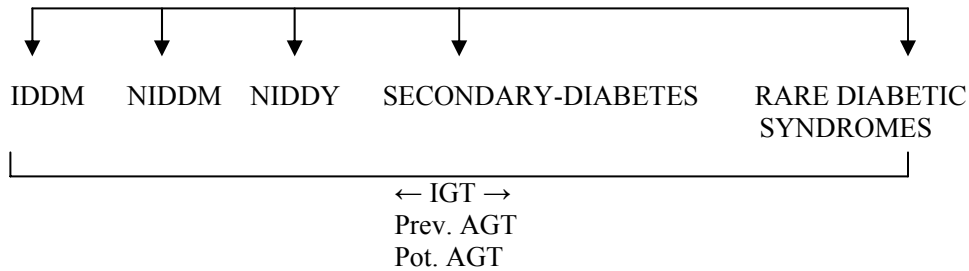 IDDM NIDDM NIDDY SECONDARY-DIABETES RARE DIABETIC
SYNDROMES
← IGT →
Prev. AGT
Pot. AGT